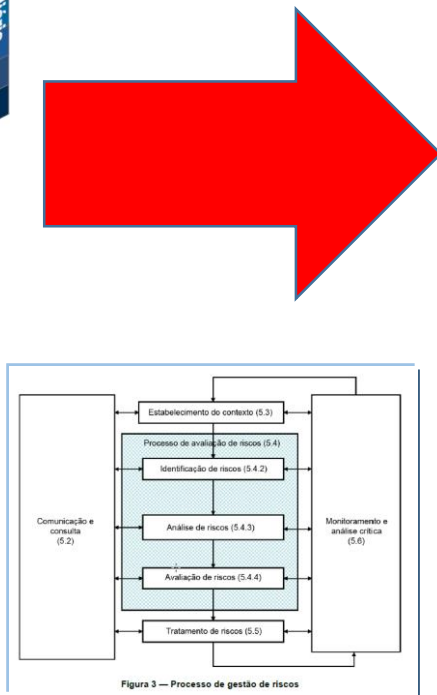 Estabelecimento do contexto (5.3)
Processo de avaliação de riscos (5.4)
Identificação de riscos (5.4.2)
Comunicação e
consulta
(5.2)
Análise de riscos (5.4.3)
Monitoramento e
análise crítica
(5.6)
Avaliação de riscos (5.4.4)
Tratamento de riscos (5.5)
Figura 3 — Processo de gestão de riscos